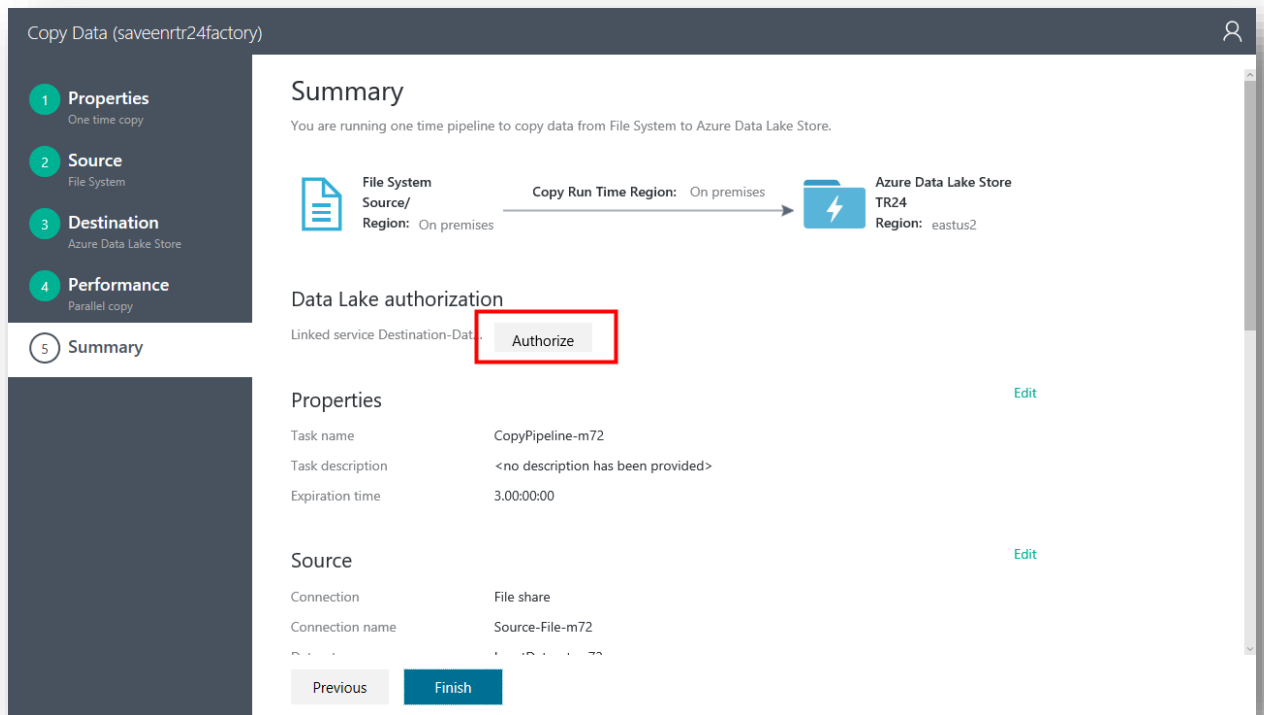 Copy Data (saveenrtr24factory)
1 Properties
One time copy
2 Source
File System
3 Destination
Azure Data Lake Store
4 Performance
Parallel copy
5 Summary
Summary
You are running one time pipeline to copy data from File System to Azure Data Lake Store.
File System
Source/
Region: On premises
Copy Run Time Region: On premises
Azure Data Lake Store
TR24
Region: eastus2
Data Lake authorization
Linked service Destination-Dat... Authorize
Properties Edit
Task name CopyPipeline-m72
Task description <no description has been provided>
Expiration time 3.00:00:00
Source Edit
Connection File share
Connection name Source-File-m72
Previous Finish